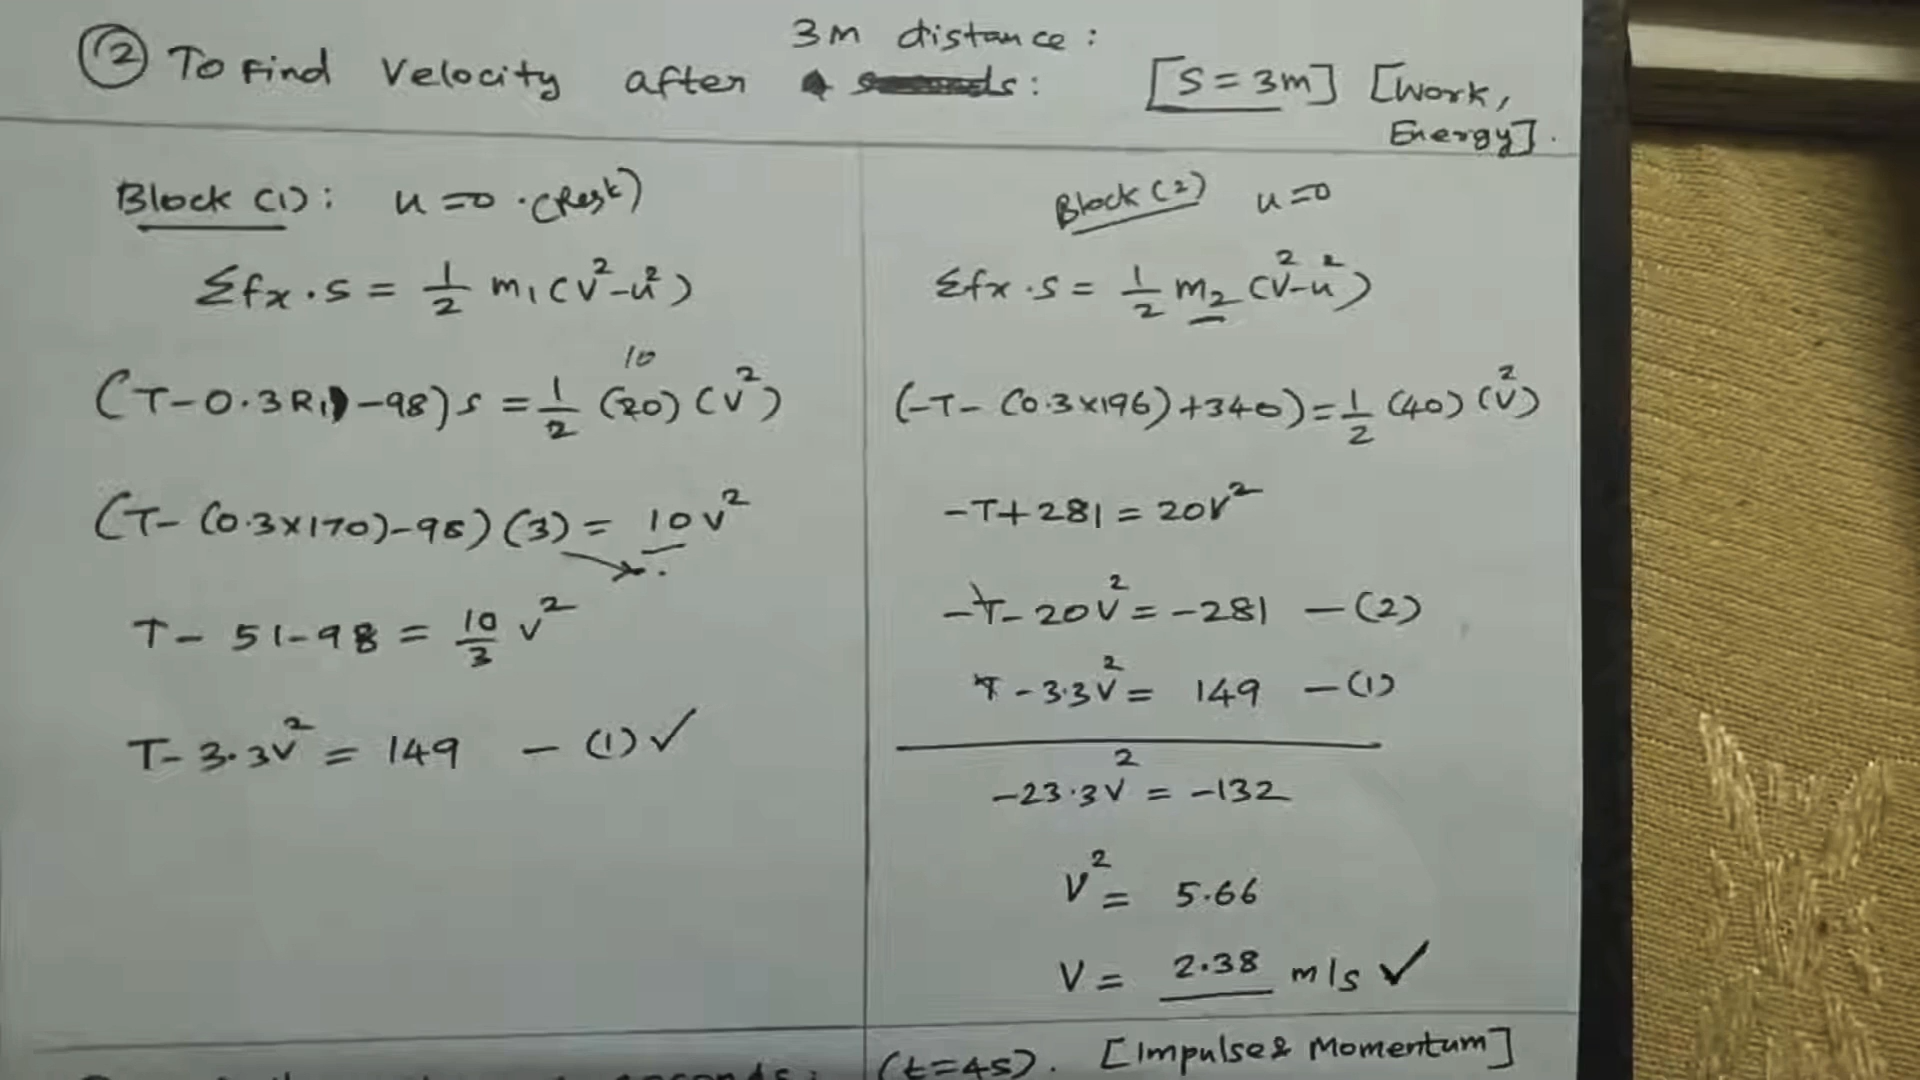 ② To Find Velocity after 3m distance: [S = 3m] [Work, Energy].
Block (1): u = 0 . (Rest)
Σfx . s = 1/2 m₁ (v² - u²)
(T - 0.3R₁) - 98) s = 1/2 (20) (v²)
10
(T - (0.3 x 170) - 98) (3) = 10v²
T - 51 - 98 = 10/3 v²
T - 3.3v² = 149 - (1) ✓
Block (2) u = 0
Σfx . s = 1/2 m₂ (v² - u²)
(-T - (0.3 x 196) + 340) = 1/2 (40) (v²)
-T + 281 = 20v²
-T - 20v² = -281 - (2)
T - 3.3v² = 149 - (1)
-23.3v² = -132
v² = 5.66
V = 2.38 m/s ✓
(t = 4s). [Impulse & Momentum]